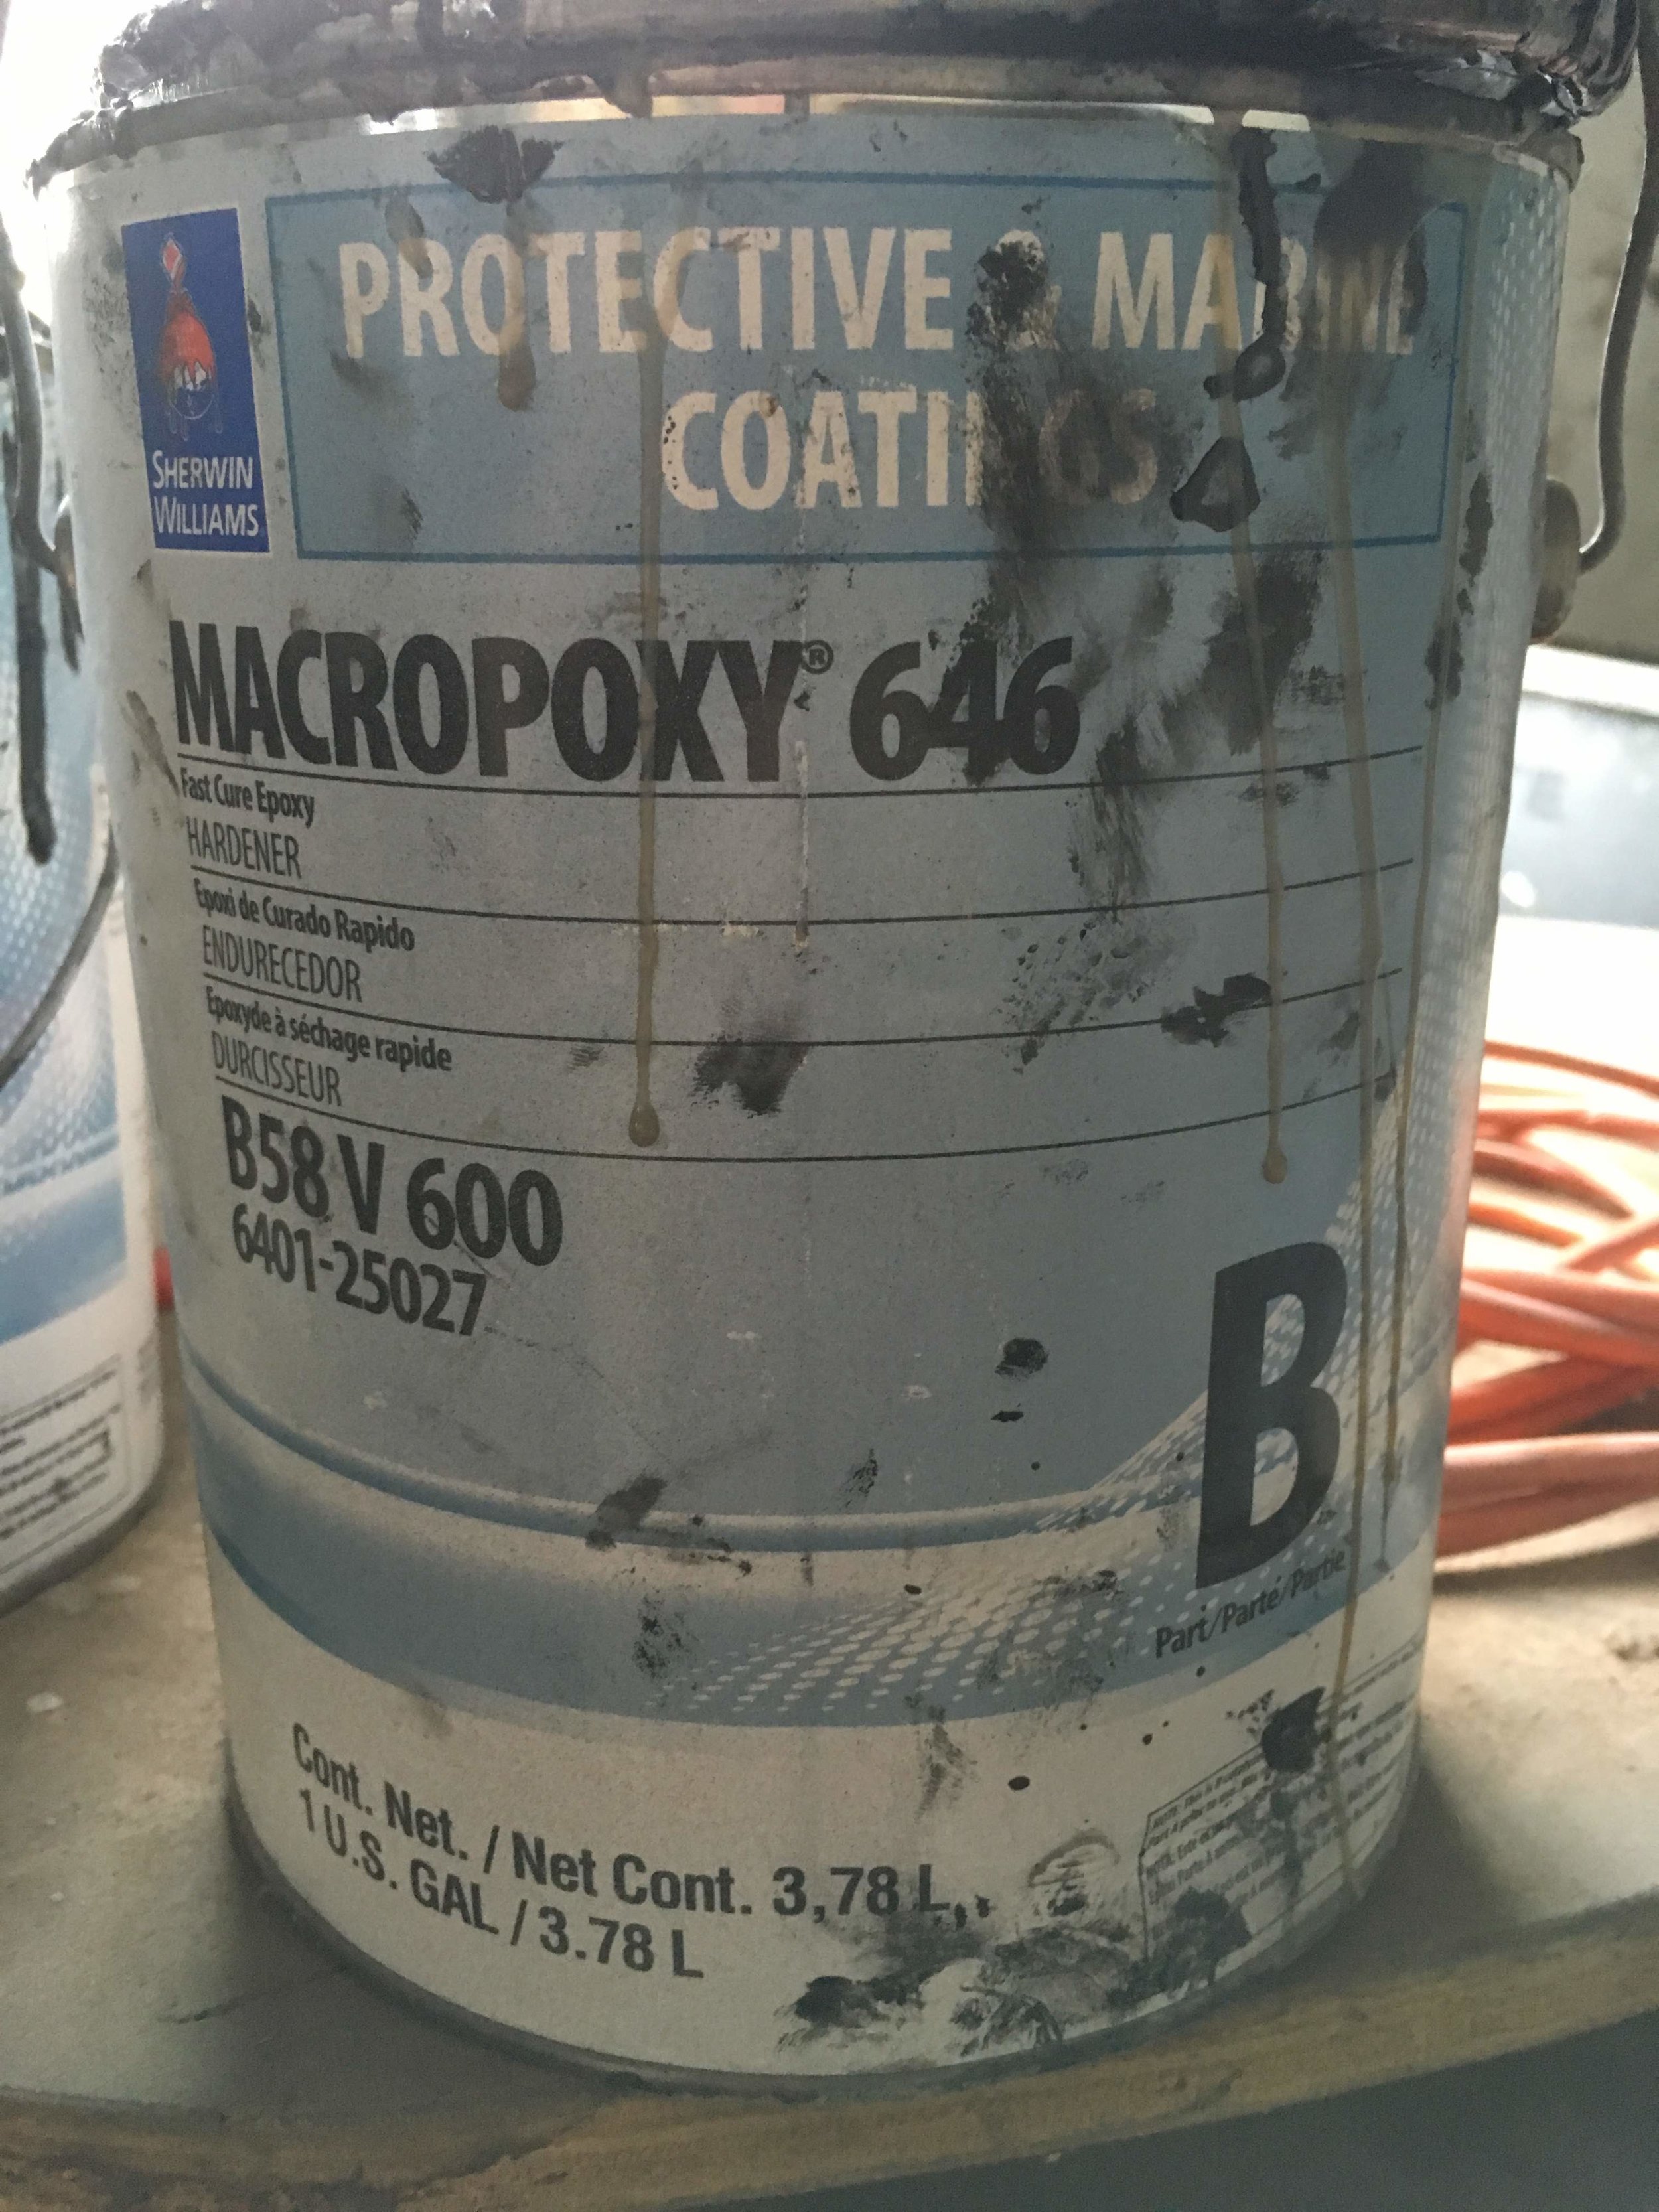 PROTECTIVE & MARINE
COATINGS
SHERWIN
WILLIAMS
MACROPOXY® 646
Fast Cure Epoxy
HARDENER
Epoxi de Curado Rapido
ENDURECEDOR
Epoxyde à séchage rapide
DURCISSEUR
B58 V 600
6401-25027
B
Part/Parte/Partie
Cont. Net. / Net Cont. 3,78 L
1 U.S. GAL / 3.78 L